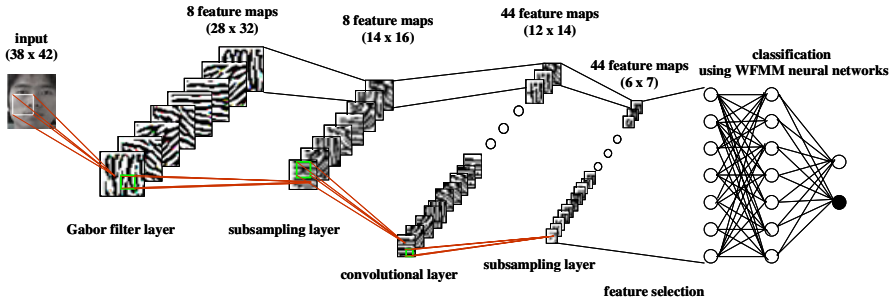 input
(38 x 42)
8 feature maps
(28 x 32)
8 feature maps
(14 x 16)
44 feature maps
(12 x 14)
44 feature maps
(6 x 7)
classification
using WFMM neural networks
Gabor filter layer
subsampling layer
convolutional layer
subsampling layer
feature selection